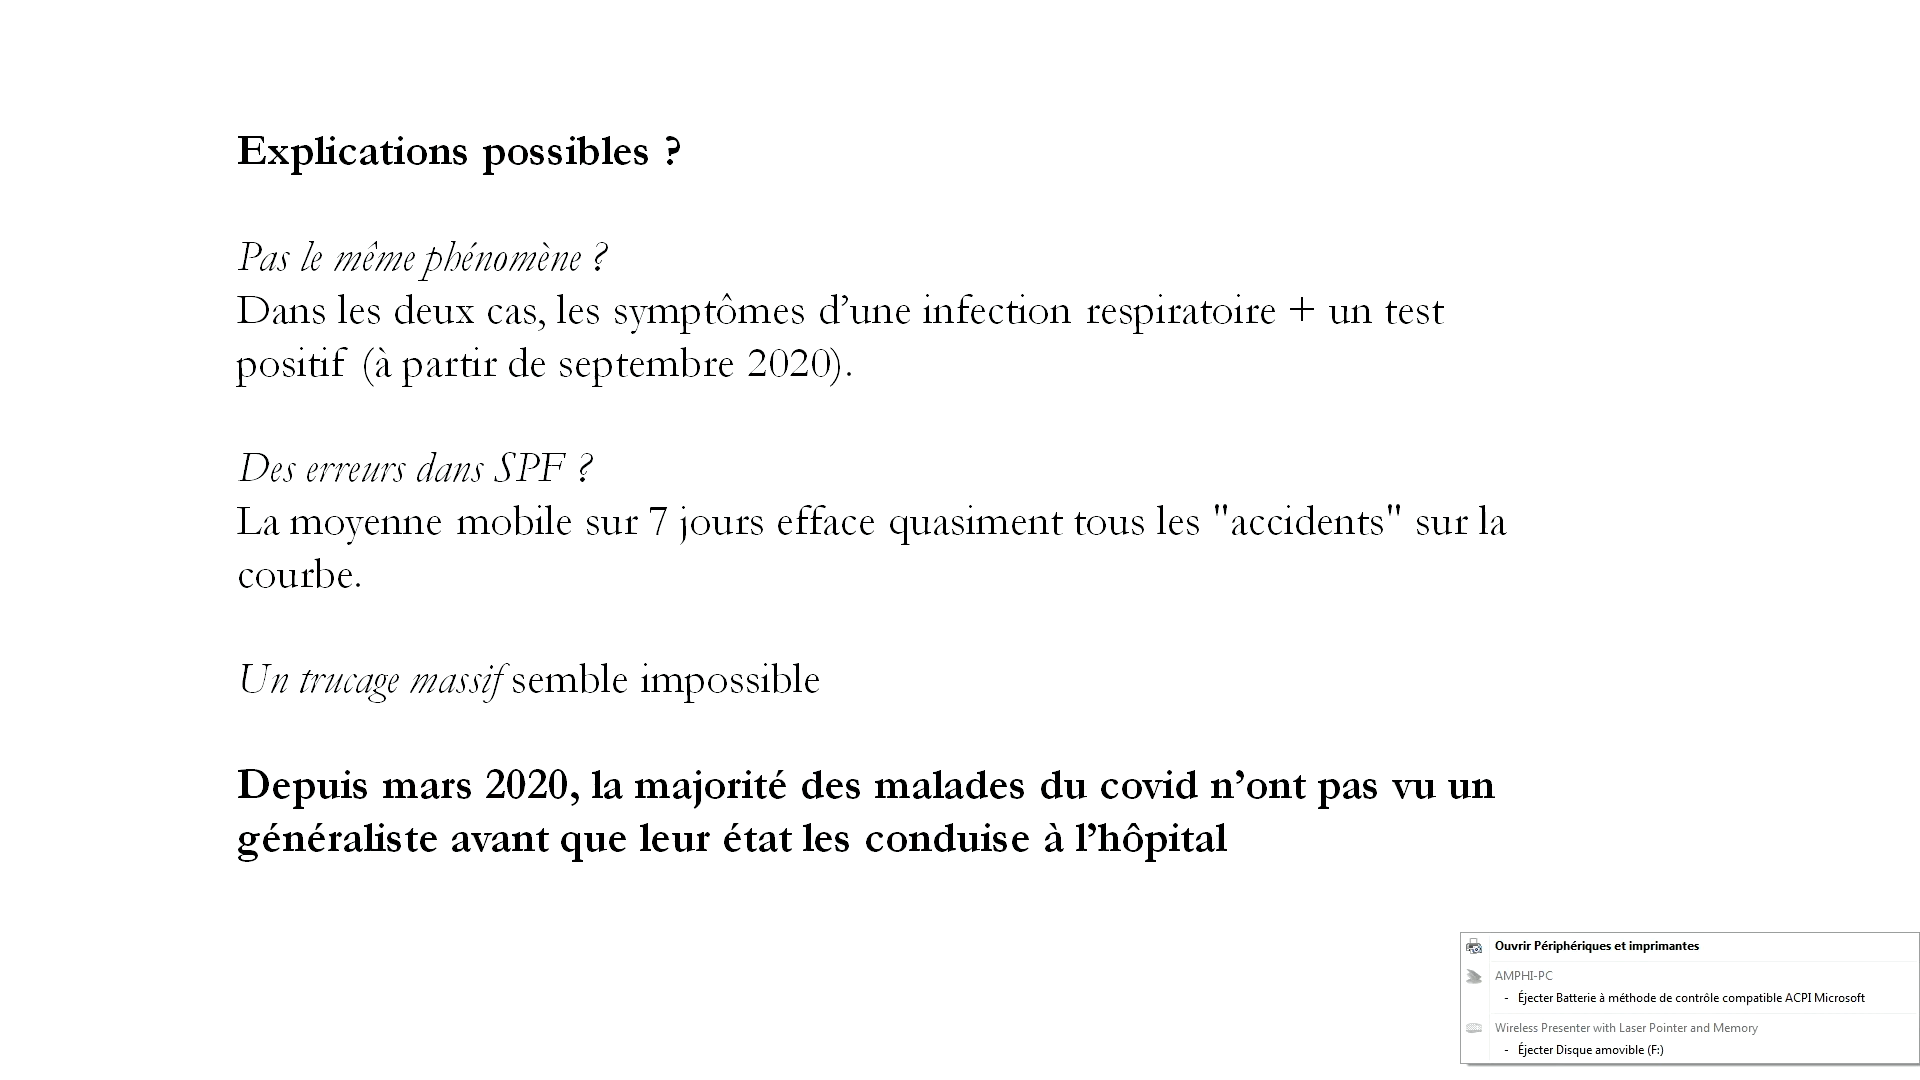 Explications possibles ?
Pas le même phénomène ?
Dans les deux cas, les symptômes d’une infection respiratoire + un test
positif (à partir de septembre 2020).
Des erreurs dans SPF ?
La moyenne mobile sur 7 jours efface quasiment tous les "accidents" sur la
courbe.
Un trucage massif semble impossible
Depuis mars 2020, la majorité des malades du covid n’ont pas vu un
généraliste avant que leur état les conduise à l’hôpital
Ouvrir Périphériques et imprimantes
AMPHI-PC
- Éjecter Batterie à méthode de contrôle compatible ACPI Microsoft
Wireless Presenter with Laser Pointer and Memory
- Éjecter Disque amovible (F:)